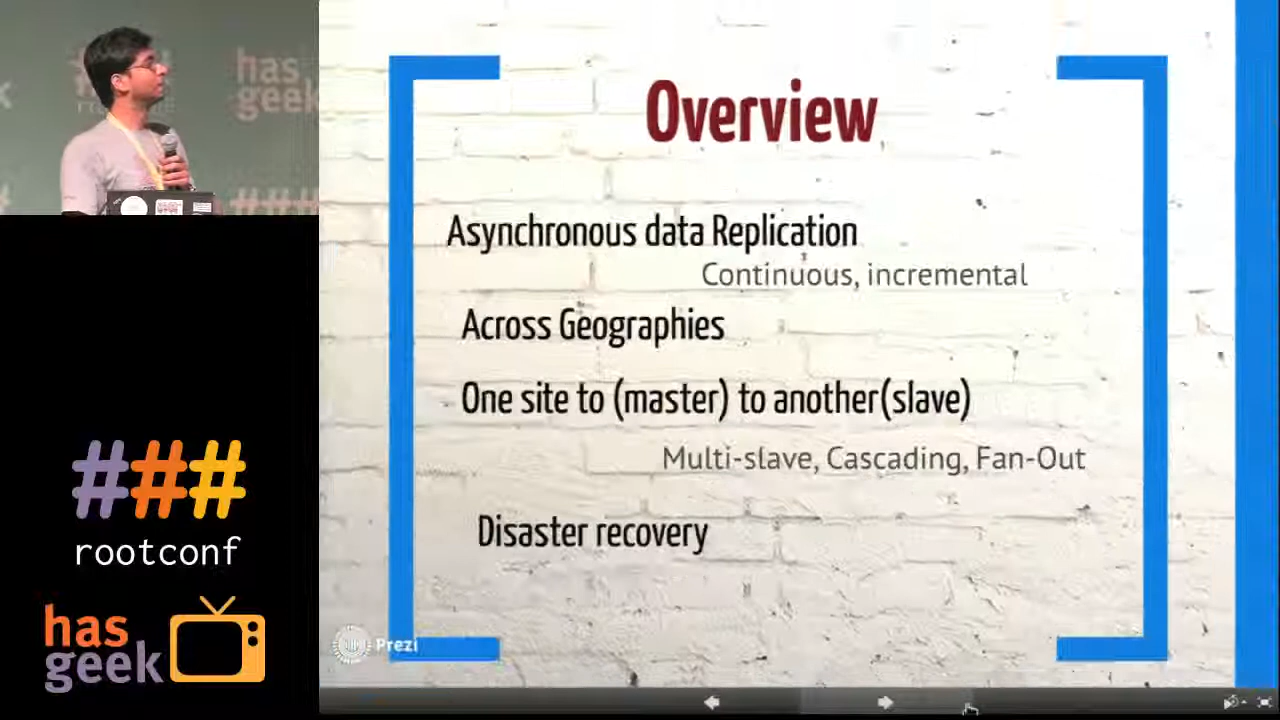 has
geek
Overview
Asynchronous data Replication
Continuous, incremental
Across Geographies
One site to (master) to another(slave)
Multi-slave, Cascading, Fan-Out
Disaster recovery
Prezi
###
rootconf
has
geek